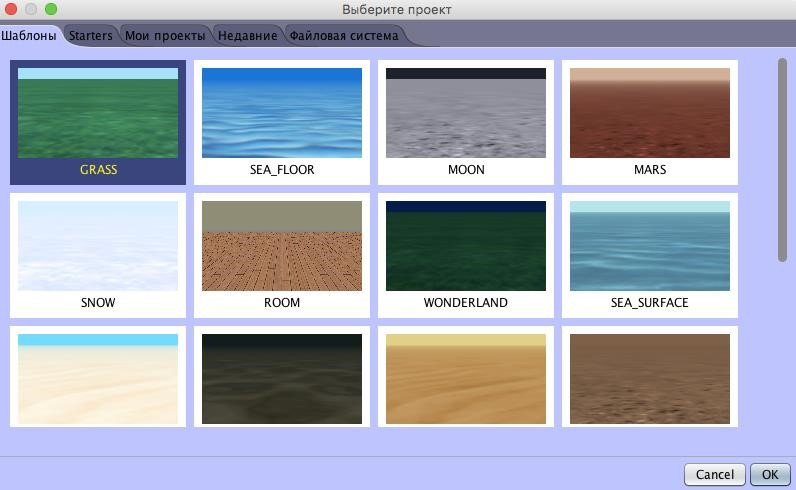 Выберите проект
Шаблоны Starters Мои проекты Недавние Файловая система
GRASS SEA_FLOOR MOON MARS
SNOW ROOM WONDERLAND SEA_SURFACE
Cancel OK